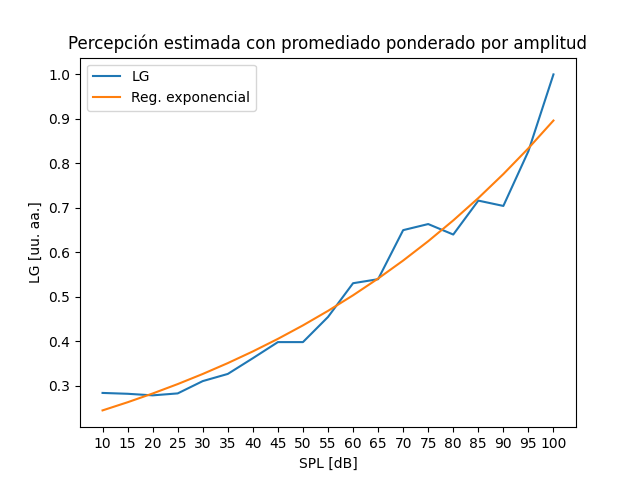 Percepción estimada con promediado ponderado por amplitud
LG
Reg. exponencial
1.0
0.9
0.8
0.7
0.6
0.5
0.4
0.3
LG [uu. aa.]
10 15 20 25 30 35 40 45 50 55 60 65 70 75 80 85 90 95 100
SPL [dB]